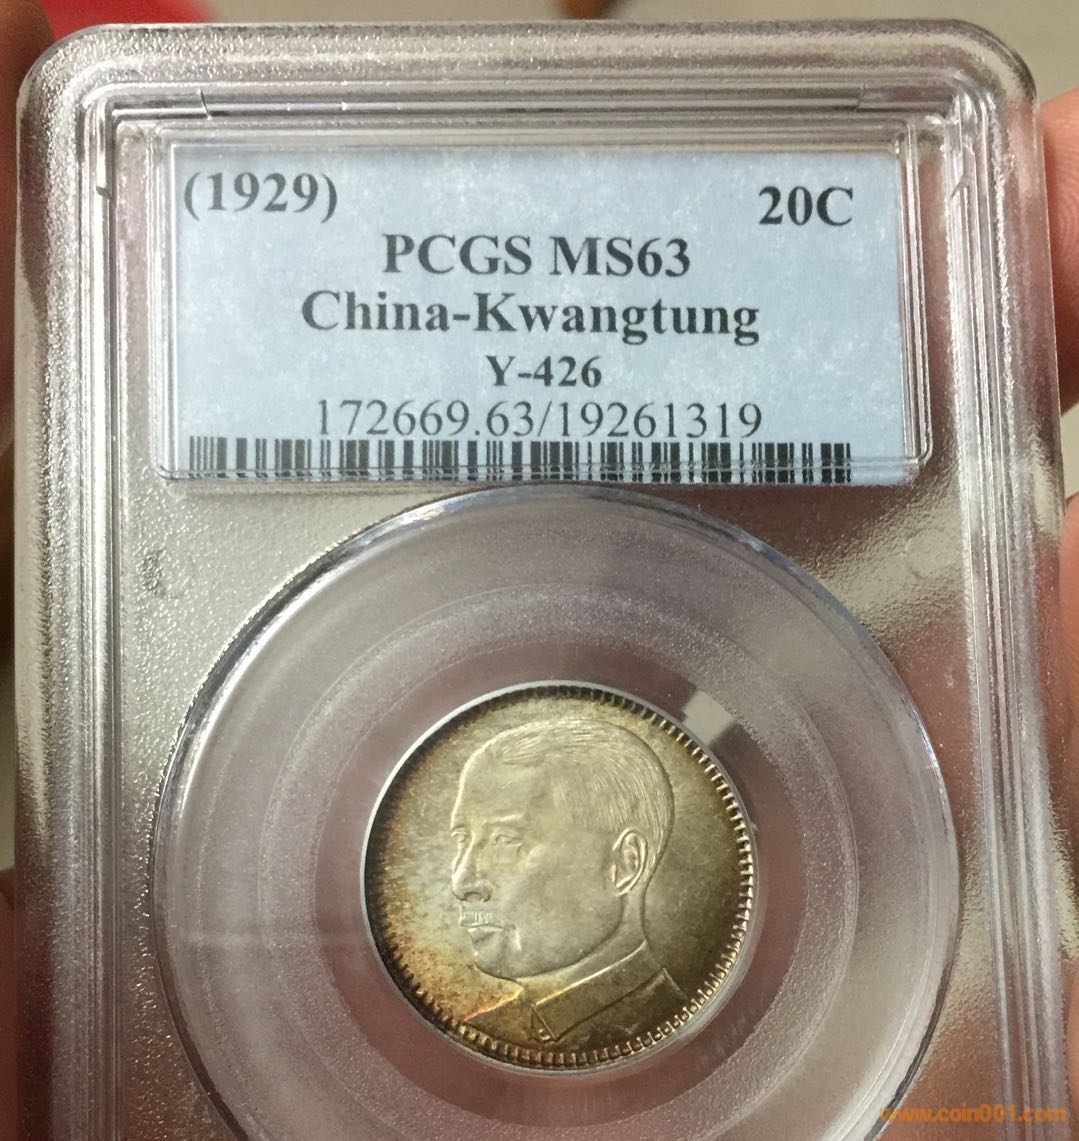 (1929)
20C
PCGS MS63
China-Kwangtung
Y-426
172669.63/19261319
www.coin001.com